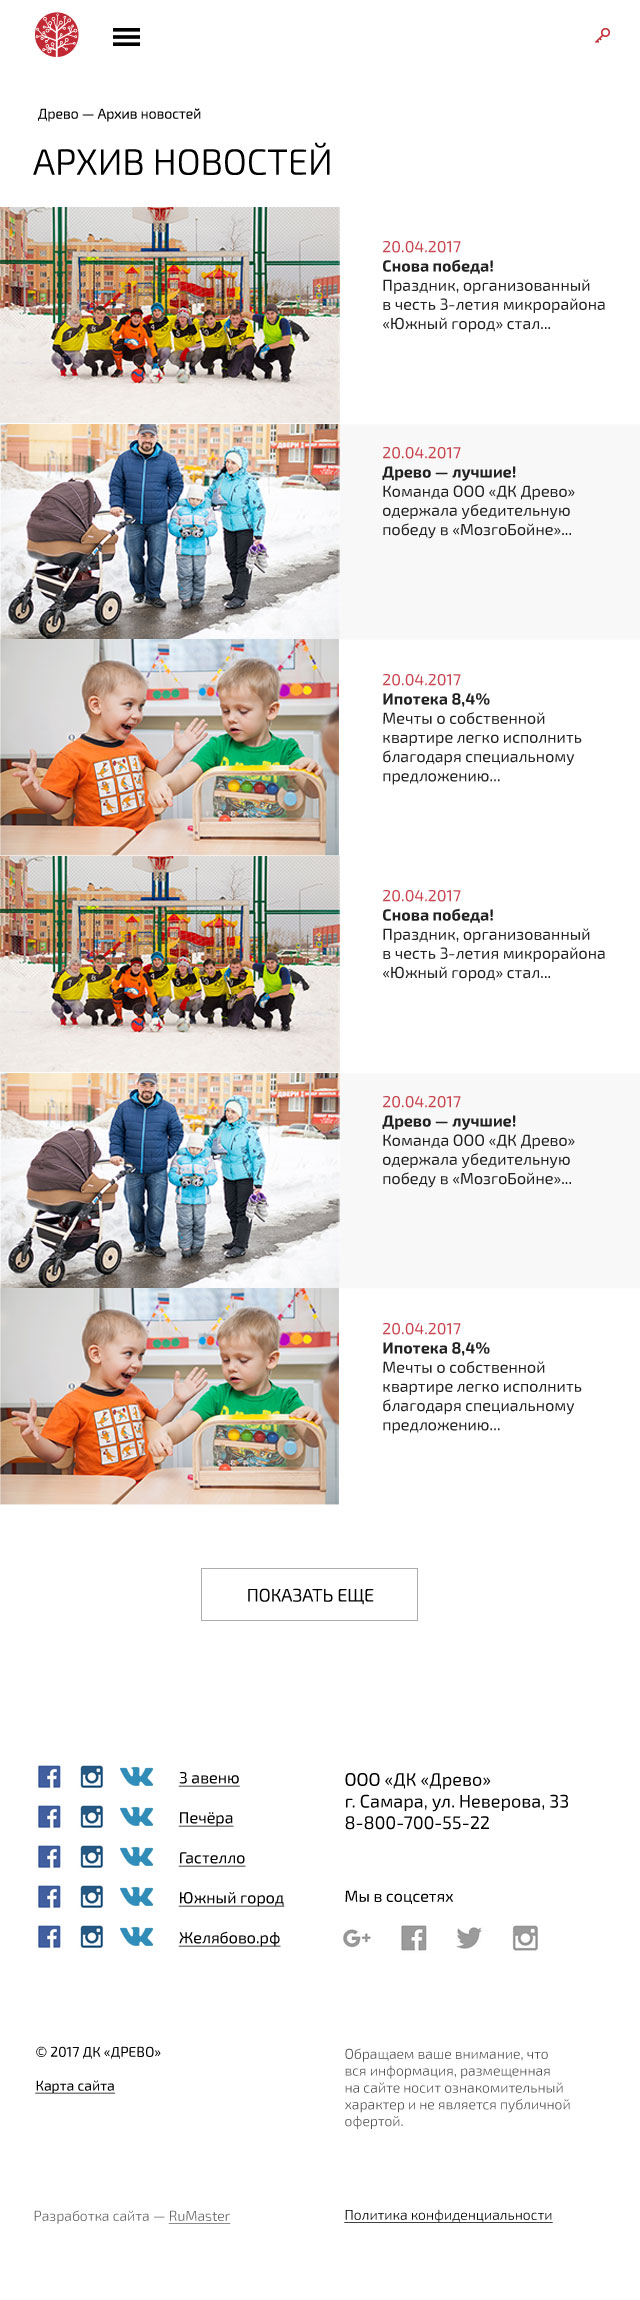 Древо — Архив новостей
АРХИВ НОВОСТЕЙ
20.04.2017
Снова победа!
Праздник, организованный
в честь 3-летия микрорайона
«Южный город» стал...
20.04.2017
Древо — лучшие!
Команда ООО «ДК Древо»
одержала убедительную
победу в «МозгоБойне»...
20.04.2017
Ипотека 8,4%
Мечты о собственной
квартире легко исполнить
благодаря специальному
предложению...
20.04.2017
Снова победа!
Праздник, организованный
в честь 3-летия микрорайона
«Южный город» стал...
20.04.2017
Древо — лучшие!
Команда ООО «ДК Древо»
одержала убедительную
победу в «МозгоБойне»...
20.04.2017
Ипотека 8,4%
Мечты о собственной
квартире легко исполнить
благодаря специальному
предложению...
ПОКАЗАТЬ ЕЩЕ
3 авеню
Печёра
Гастелло
Южный город
Желябово.рф
ООО «ДК «Древо»
г. Самара, ул. Неверова, 33
8-800-700-55-22
Мы в соцсетях
© 2017 ДК «ДРЕВО»
Карта сайта
Обращаем ваше внимание, что
вся информация, размещенная
на сайте носит ознакомительный
характер и не является публичной
офертой.
Разработка сайта — RuMaster
Политика конфиденциальности